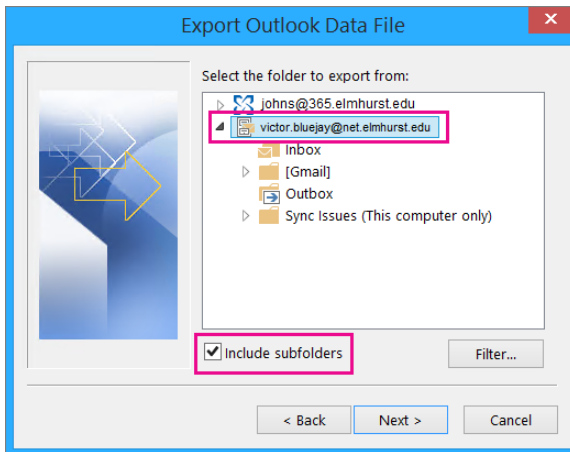 Export Outlook Data File
Select the folder to export from:
johns@365.elmhurst.edu
victor.bluejay@net.elmhurst.edu
Inbox
[Gmail]
Outbox
Sync Issues (This computer only)
Include subfolders
Filter...
< Back
Next >
Cancel